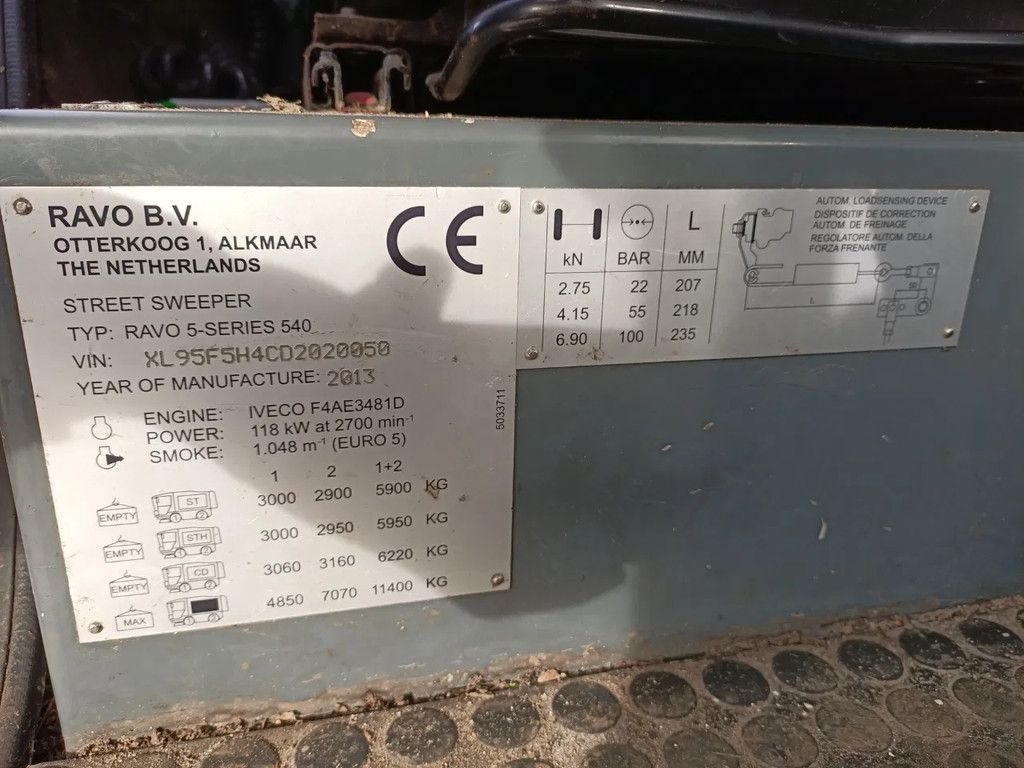 RAVO B.V.
OTTERKOOG 1, ALKMAAR
THE NETHERLANDS
CE
STREET SWEEPER
TYP: RAVO 5-SERIES 540
VIN: XL95F5H4CD2020050
YEAR OF MANUFACTURE: 2013
ENGINE: IVECO F4AE3481D
POWER: 118 kW at 2700 min⁻¹
SMOKE: 1.048 m⁻¹ (EURO 5)
1 2 1+2
EMPTY ST 3000 2900 5900 KG
EMPTY STH 3000 2950 5950 KG
EMPTY CD 3060 3160 6220 KG
MAX 4850 7070 11400 KG
5033711
L
kN BAR MM
2.75 22 207
4.15 55 218
6.90 100 235
AUTOM. LOADSENSING DEVICE
DISPOSITIF DE CORRECTION
AUTOM. DE FREINAGE
REGOLATORE AUTOM. DELLA
FORZA FRENANTE
L
50